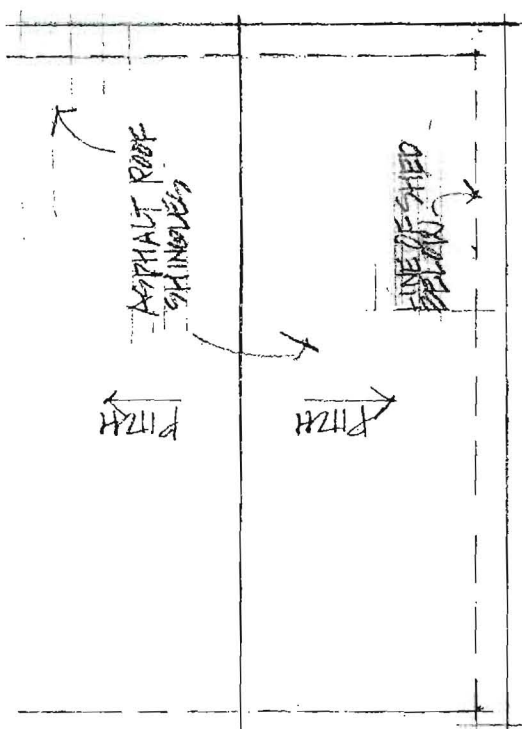 ASPHALT ROOF
SHINGLES
LINE OF SHED
BELOW
PITCH
PITCH